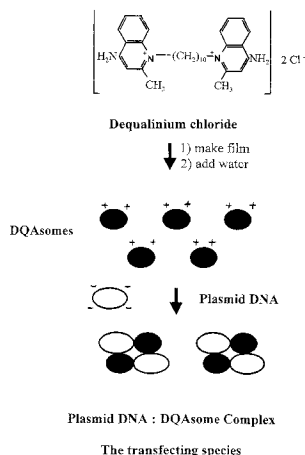 H₂N N⁺ (CH₂)₁₀ ⁺N NH₂ 2 Cl⁻
CH₃ CH₃
Dequalinium chloride
1) make film
2) add water
+ + + + + +
DQAsomes
+ + + +
Plasmid DNA
Plasmid DNA : DQAsome Complex
The transfecting species